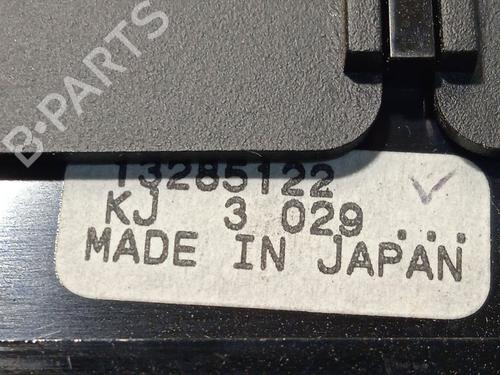 B-PARTS
13285122
KJ 3 029 ...
MADE IN JAPAN